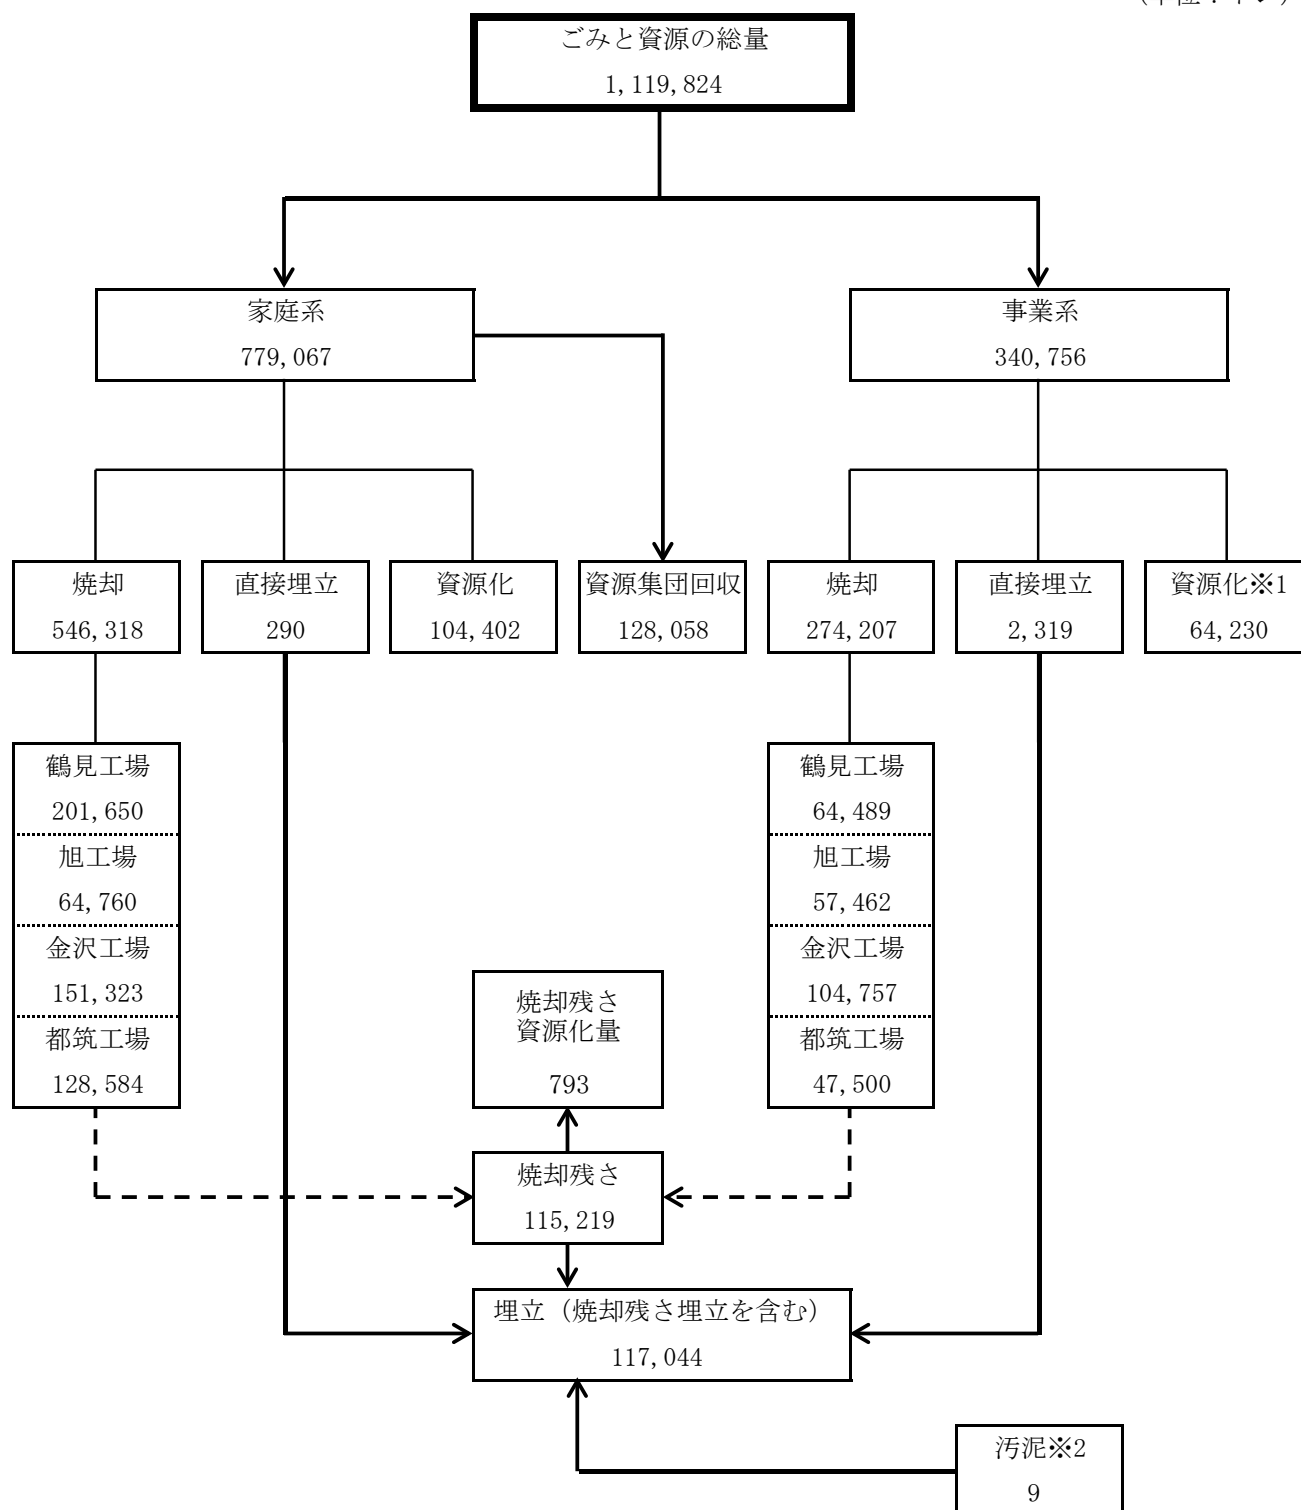 ごみと資源の総量
1,119,824
家庭系
779,067
事業系
340,756
焼却
546,318
直接埋立
290
資源化
104,402
資源集団回収
128,058
焼却
274,207
直接埋立
2,319
資源化※1
64,230
鶴見工場
201,650
旭工場
64,760
金沢工場
151,323
都筑工場
128,584
鶴見工場
64,489
旭工場
57,462
金沢工場
104,757
都筑工場
47,500
焼却残さ
資源化量
793
焼却残さ
115,219
埋立（焼却残さ埋立を含む）
117,044
汚泥※2
9